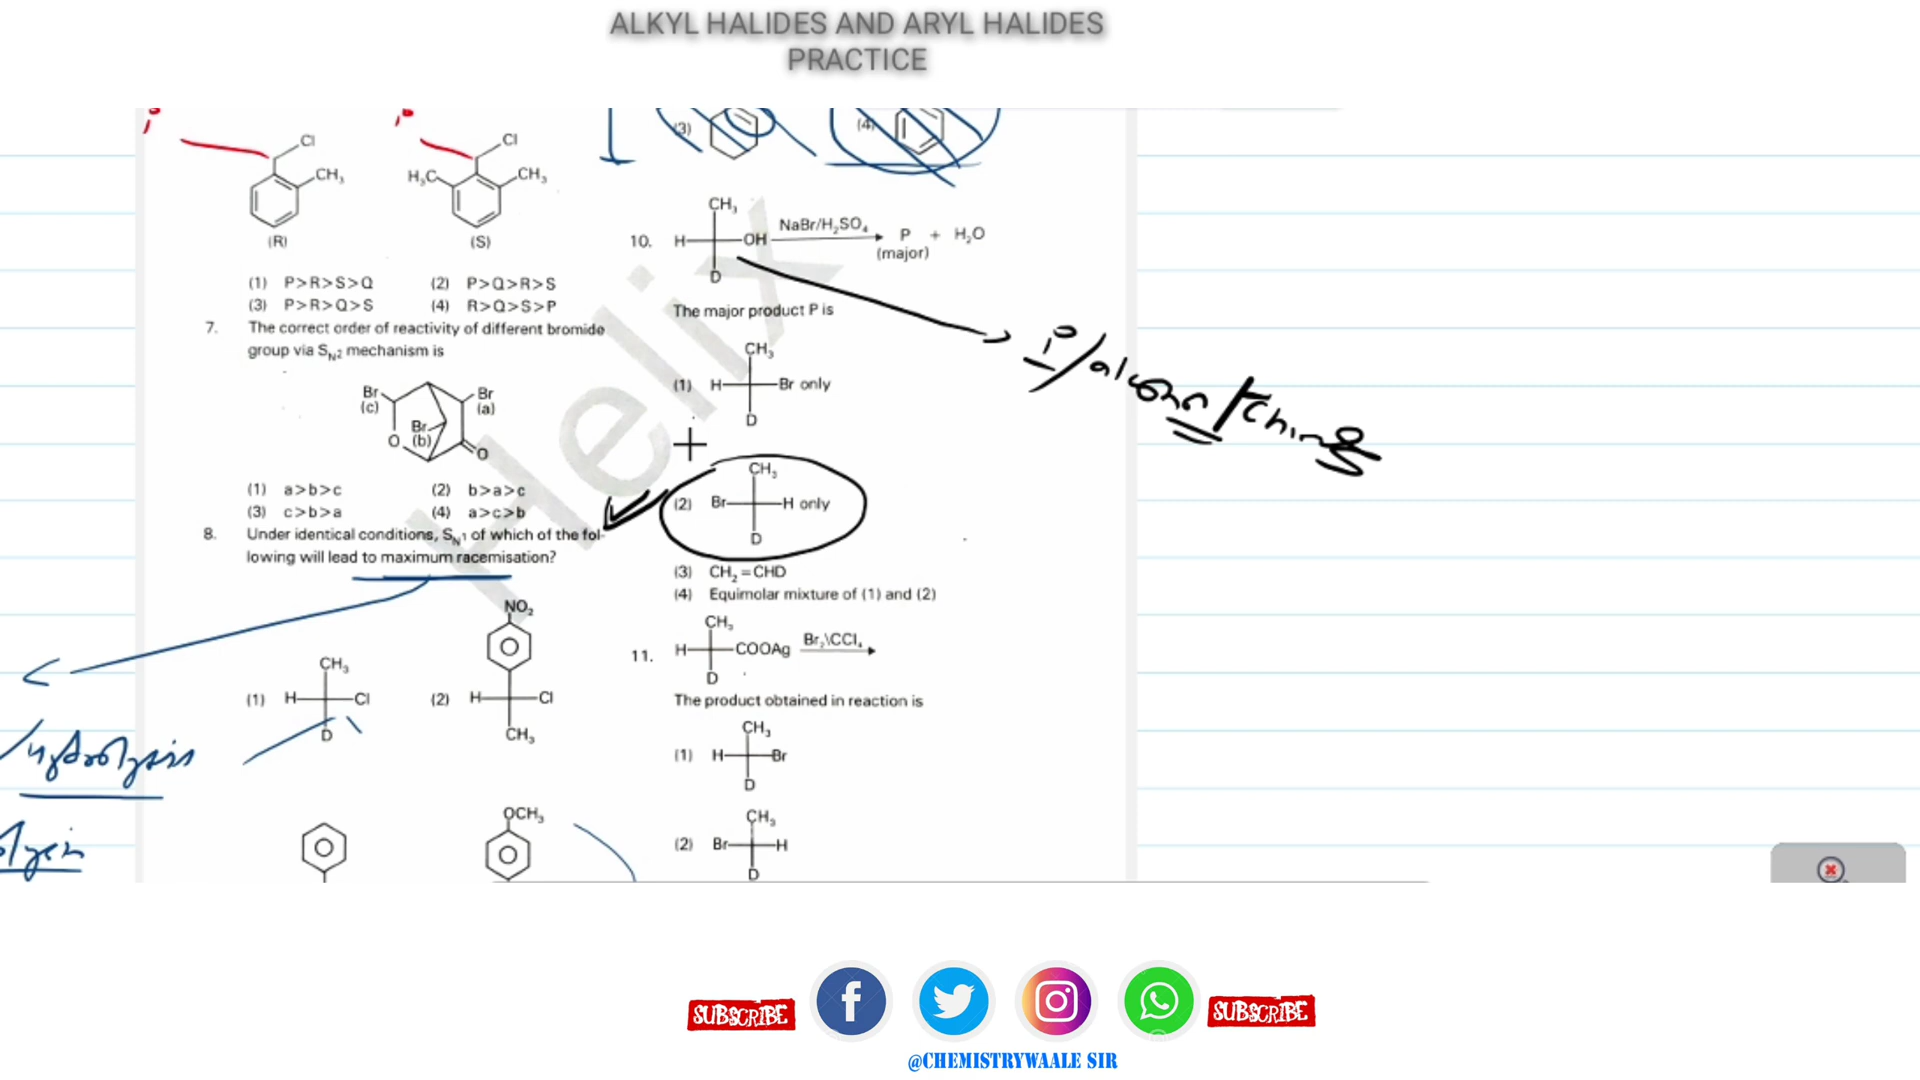 ALKYL HALIDES AND ARYL HALIDES
PRACTICE
Cl
CH₃
(R)
Cl
H₃C
CH₃
(S)
(1) P>R>S>Q (2) P>Q>R>S
(3) P>R>Q>S (4) R>Q>S>P
7. The correct order of reactivity of different bromide
group via S_N2 mechanism is
Br
(c)
Br
(a)
Br
(b)
O
O
(1) a>b>c (2) b>a>c
(3) c>b>a (4) a>c>b
8. Under identical conditions, S_N1 of which of the fol-
lowing will lead to maximum racemisation?
NO₂
CH₃
(1) H Cl (2) H Cl
D CH₃
Hydrolysis
OCH₃
(3) (4)
CH₃
10. H OH NaBr/H₂SO₄ P + H₂O
(major)
D
The major product P is
CH₃
(1) H Br only
D
+
CH₃
(2) Br H only
D
(3) CH₂=CHD
(4) Equimolar mixture of (1) and (2)
CH₃
11. H COOAg Br₂\CCl₄
D
The product obtained in reaction is
CH₃
(1) H Br
D
CH₃
(2) Br H
D
Helix
SUBSCRIBE
SUBSCRIBE
@CHEMISTRYWAALE SIR